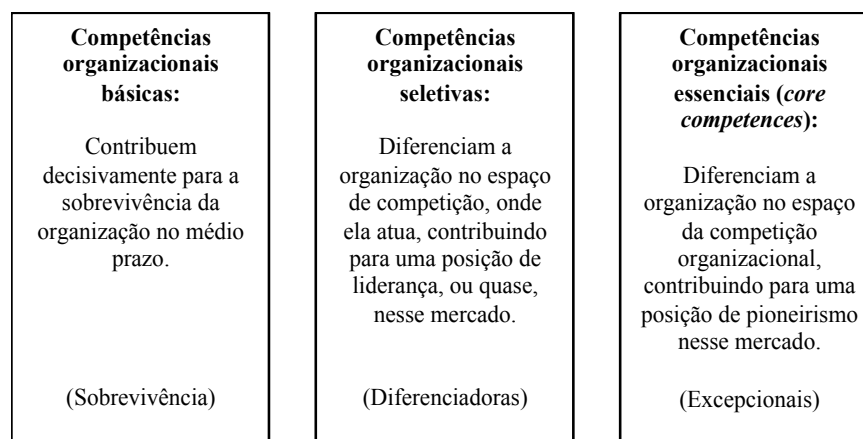 Competências
organizacionais
básicas:
Contribuem
decisivamente para a
sobrevivência da
organização no médio
prazo.
(Sobrevivência)
Competências
organizacionais
seletivas:
Diferenciam a
organização no espaço
de competição, onde
ela atua, contribuindo
para uma posição de
liderança, ou quase,
nesse mercado.
(Diferenciadoras)
Competências
organizacionais
essenciais (core
competences):
Diferenciam a
organização no espaço
da competição
organizacional,
contribuindo para uma
posição de pioneirismo
nesse mercado.
(Excepcionais)